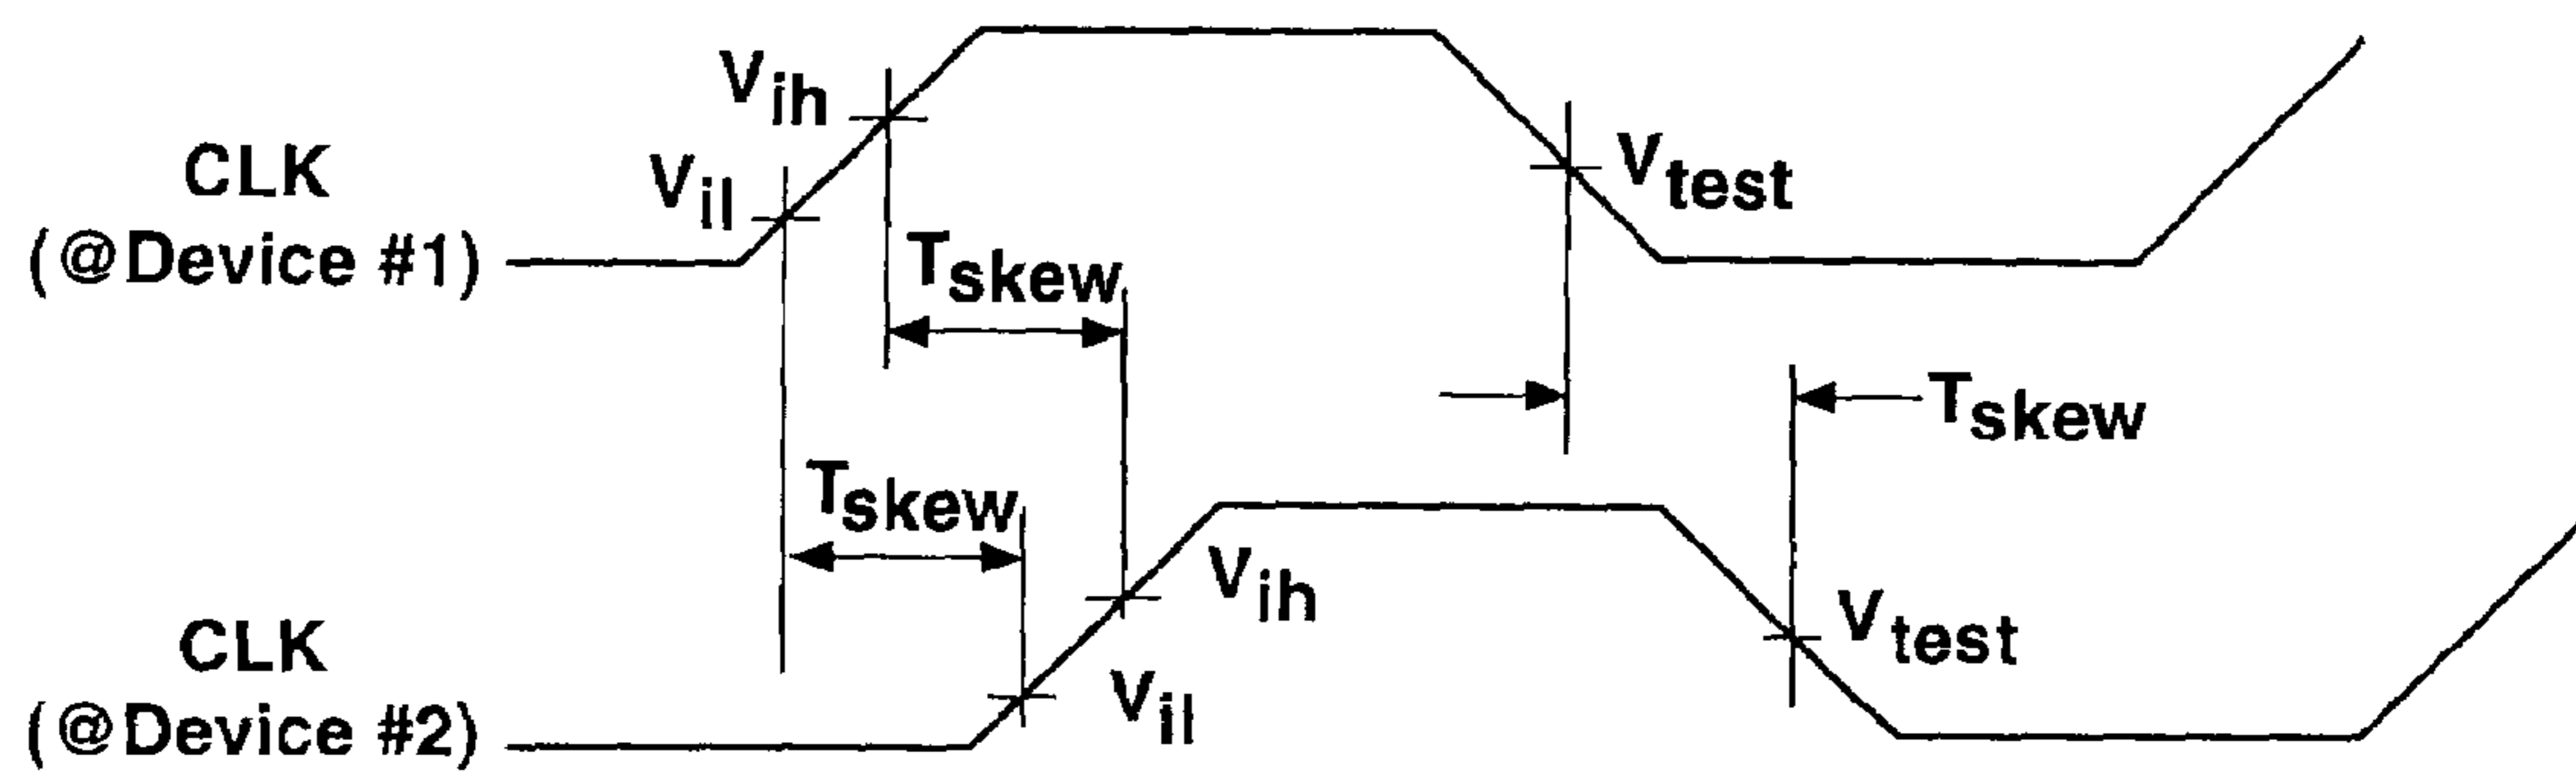 Vih
CLK
(@Device #1)
Vil
Vtest
Tskew
Tskew
Tskew
Vih
CLK
(@Device #2)
Vil
Vtest